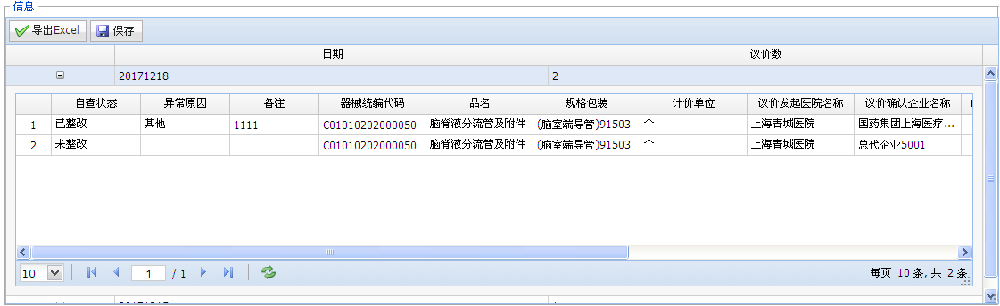 信息
导出Excel 保存
日期 议价数
20171218 2
自查状态 异常原因 备注 器械统编代码 品名 规格包装 计价单位 议价发起医院名称 议价确认企业名称
1 已整改 其他 1111 C01010202000050 脑脊液分流管及附件 (脑室端导管)91503 个 上海青城医院 国药集团上海医疗...
2 未整改 C01010202000050 脑脊液分流管及附件 (脑室端导管)91503 个 上海青城医院 总代企业5001
10 1 / 1 每页 10 条, 共 2 条